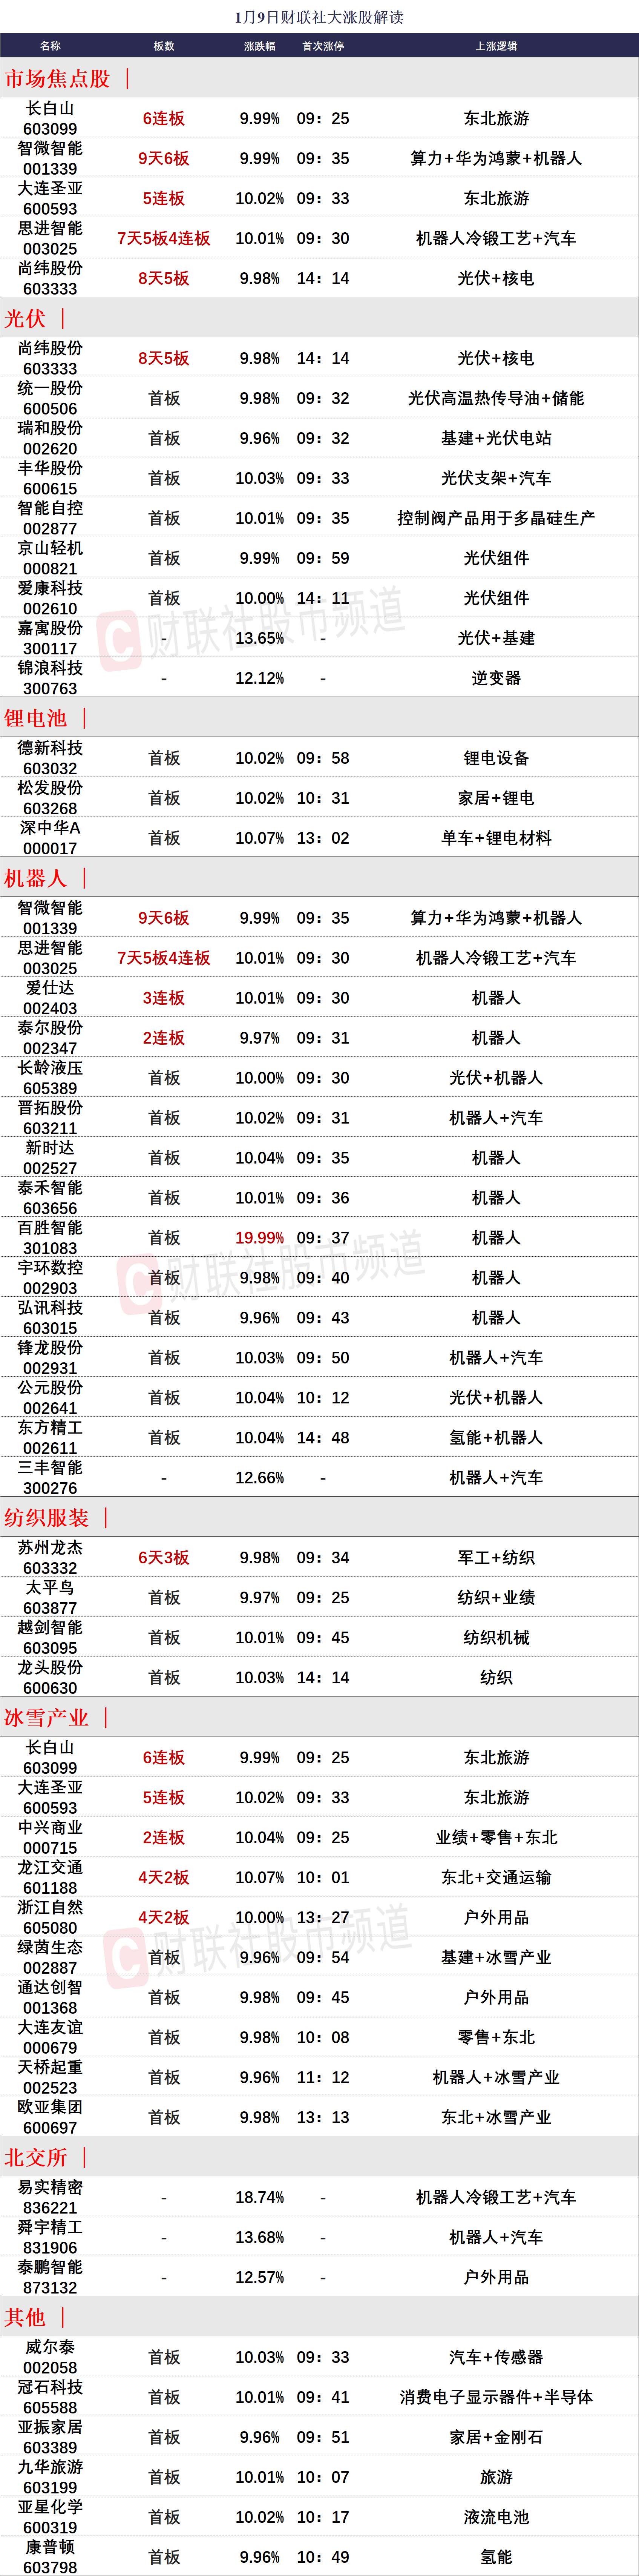 1月9日财联社大涨股解读
名称 板数 涨跌幅 首次涨停 上涨逻辑
市场焦点股
长白山 603099 6连板 9.99% 09：25 东北旅游
智微智能 001339 9天6板 9.99% 09：35 算力+华为鸿蒙+机器人
大连圣亚 600593 5连板 10.02% 09：33 东北旅游
思进智能 003025 7天5板4连板 10.01% 09：30 机器人冷锻工艺+汽车
尚纬股份 603333 8天5板 9.98% 14：14 光伏+核电
光伏
尚纬股份 603333 8天5板 9.98% 14：14 光伏+核电
统一股份 600506 首板 9.98% 09：32 光伏高温热传导油+储能
瑞和股份 002620 首板 9.96% 09：32 基建+光伏电站
丰华股份 600615 首板 10.03% 09：33 光伏支架+汽车
智能自控 002877 首板 10.01% 09：35 控制阀产品用于多晶硅生产
京山轻机 000821 首板 9.99% 09：59 光伏组件
爱康科技 002610 首板 10.00% 14：11 光伏组件
嘉寓股份 300117 - 13.65% - 光伏+基建
锦浪科技 300763 - 12.12% - 逆变器
财联社股市频道
锂电池
德新科技 603032 首板 10.02% 09：58 锂电设备
松发股份 603268 首板 10.02% 10：31 家居+锂电
深中华A 000017 首板 10.07% 13：02 单车+锂电材料
机器人
智微智能 001339 9天6板 9.99% 09：35 算力+华为鸿蒙+机器人
思进智能 003025 7天5板4连板 10.01% 09：30 机器人冷锻工艺+汽车
爱仕达 002403 3连板 10.01% 09：30 机器人
泰尔股份 002347 2连板 9.97% 09：31 机器人
长龄液压 605389 首板 10.00% 09：30 光伏+机器人
晋拓股份 603211 首板 10.02% 09：31 机器人+汽车
新时达 002527 首板 10.04% 09：35 机器人
泰禾智能 603656 首板 10.01% 09：36 机器人
百胜智能 301083 首板 19.99% 09：37 机器人
宇环数控 002903 首板 9.98% 09：40 机器人
财联社股市频道
弘讯科技 603015 首板 9.96% 09：43 机器人
锋龙股份 002931 首板 10.03% 09：50 机器人+汽车
公元股份 002641 首板 10.04% 10：12 光伏+机器人
东方精工 002611 首板 10.04% 14：48 氢能+机器人
三丰智能 300276 - 12.66% - 机器人+汽车
纺织服装
苏州龙杰 603332 6天3板 9.98% 09：34 军工+纺织
太平鸟 603877 首板 9.97% 09：25 纺织+业绩
越剑智能 603095 首板 10.01% 09：45 纺织机械
龙头股份 600630 首板 10.03% 14：14 纺织
冰雪产业
长白山 603099 6连板 9.99% 09：25 东北旅游
大连圣亚 600593 5连板 10.02% 09：33 东北旅游
中兴商业 000715 2连板 10.04% 09：25 业绩+零售+东北
龙江交通 601188 4天2板 10.07% 10：01 东北+交通运输
浙江自然 605080 4天2板 10.00% 13：27 户外用品
财联社股市频道
绿茵生态 002887 首板 9.96% 09：54 基建+冰雪产业
通达创智 001368 首板 9.98% 09：45 户外用品
大连友谊 000679 首板 9.98% 10：08 零售+东北
天桥起重 002523 首板 9.96% 11：12 机器人+冰雪产业
欧亚集团 600697 首板 9.98% 13：13 东北+冰雪产业
北交所
易实精密 836221 - 18.74% - 机器人冷锻工艺+汽车
舜宇精工 831906 - 13.68% - 机器人+汽车
泰鹏智能 873132 - 12.57% - 户外用品
其他
威尔泰 002058 首板 10.03% 09：33 汽车+传感器
冠石科技 605588 首板 10.01% 09：41 消费电子显示器件+半导体
亚振家居 603389 首板 9.96% 09：51 家居+金刚石
九华旅游 603199 首板 10.01% 10：07 旅游
亚星化学 600319 首板 10.02% 10：17 液流电池
康普顿 603798 首板 9.96% 10：49 氢能